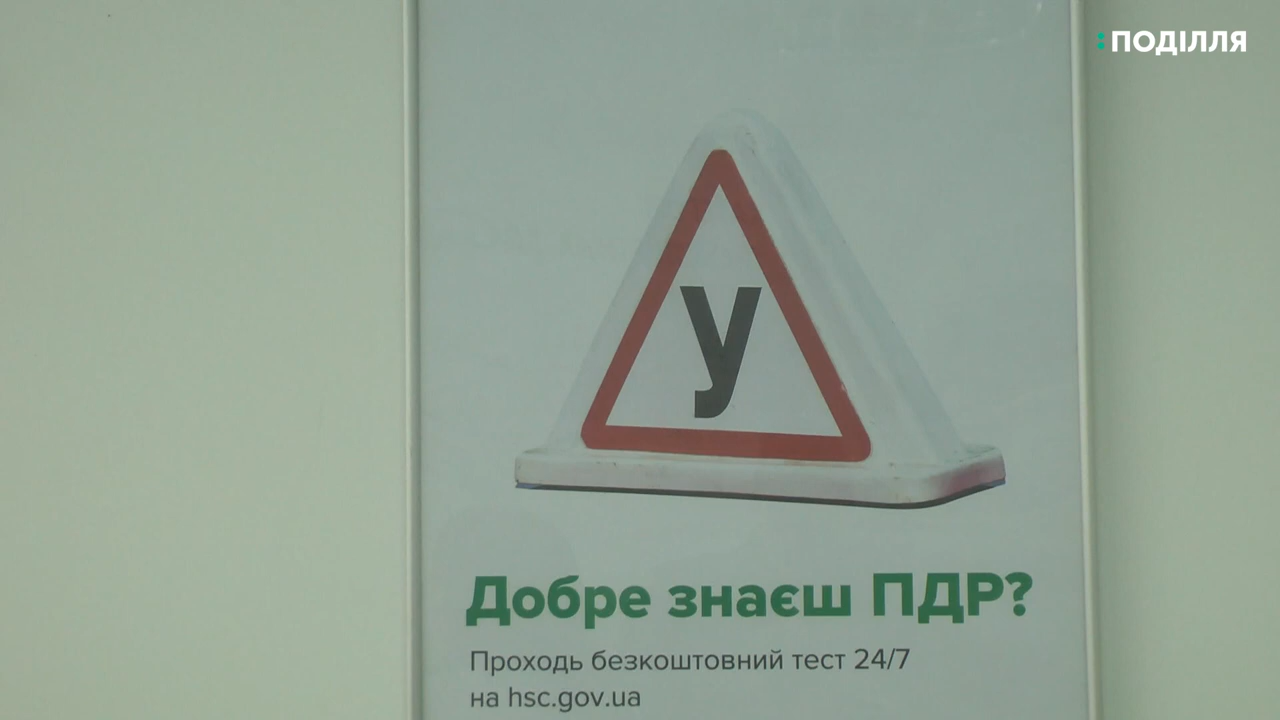 :ПОДІЛЛЯ
У
Добре знаєш ПДР?
Проходь безкоштовний тест 24/7
на hsc.gov.ua